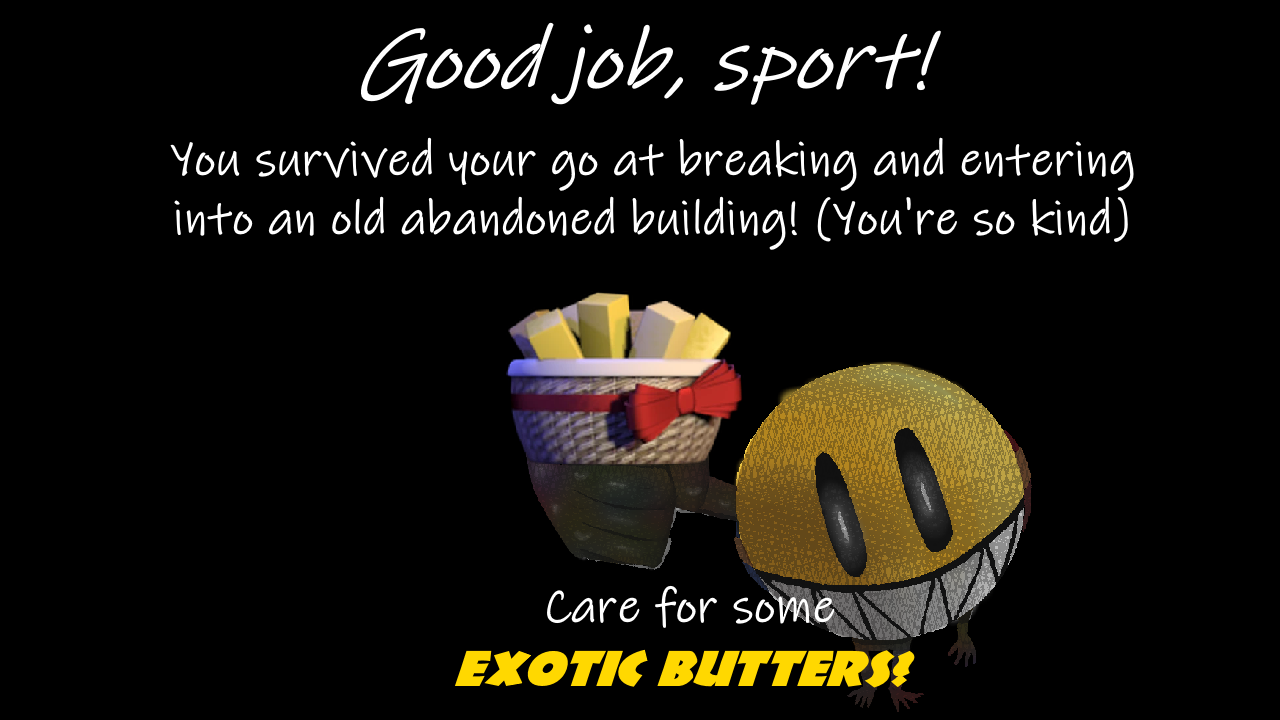 Good job, sport!
You survived your go at breaking and entering
into an old abandoned building! (You're so kind)
Care for some
EXOTIC BUTTERS?